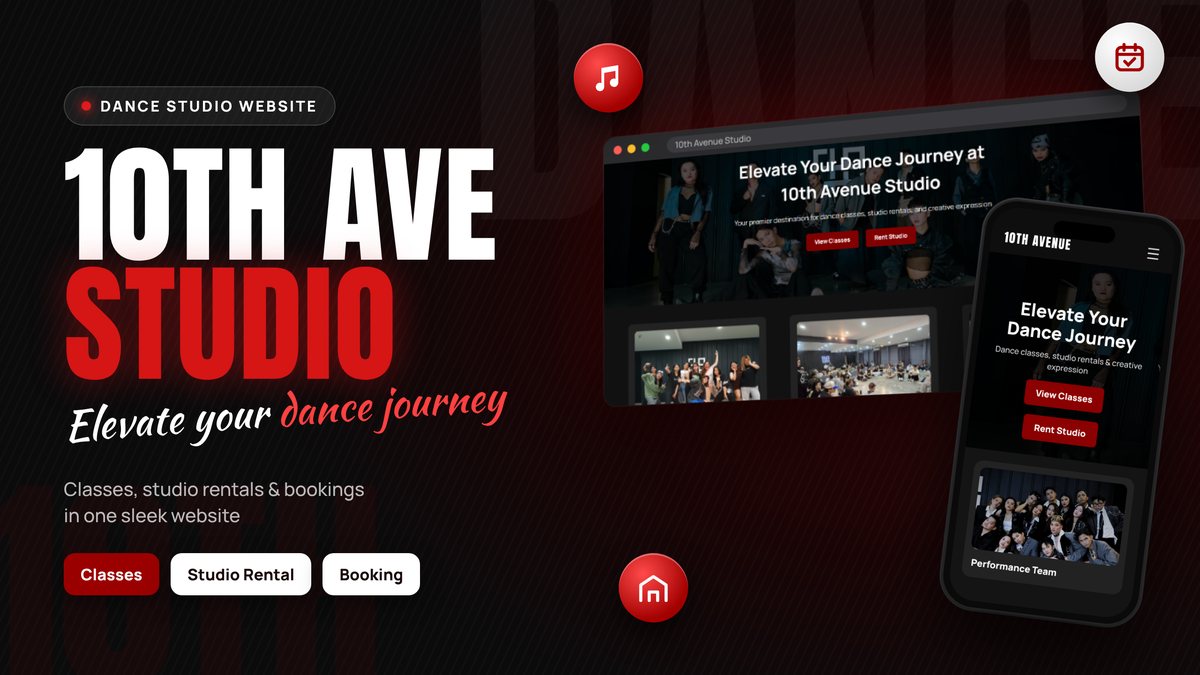 DANCE STUDIO WEBSITE
10TH AVE
STUDIO
Elevate your dance journey
Classes, studio rentals & bookings
in one sleek website
Classes
Studio Rental
Booking
10th Avenue Studio
Elevate Your Dance Journey at
10th Avenue Studio
Your premier destination for dance classes, studio rentals, and creative expression
View Classes
Rent Studio
10TH AVENUE
Elevate Your
Dance Journey
Dance classes, studio rentals & creative
expression
View Classes
Rent Studio
Performance Team
DANCE
10TH